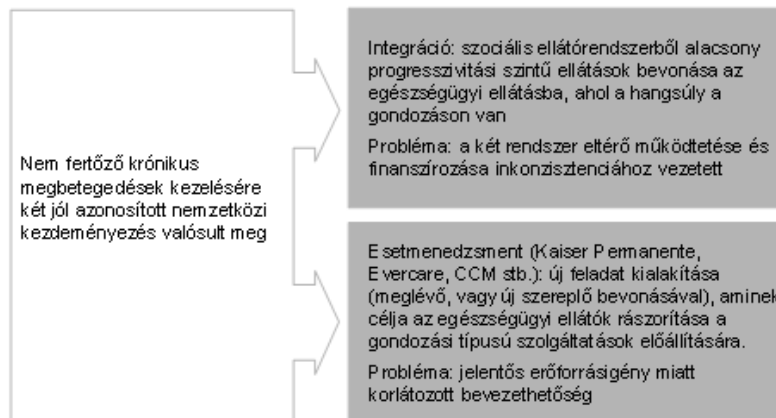 Nem fertőző krónikus
megbetegedések kezelésére
két jól azonosított nemzetközi
kezdeményezés valósult meg
Integráció: szociális ellátórendszerből alacsony
progresszivitási szintű ellátások bevonása az
egészségügyi ellátásba, ahol a hangsúly a
gondozáson van
Probléma: a két rendszer eltérő működtetése és
finanszírozása inkonzisztenciához vezetett
Esetmenedzsment (Kaiser Permanente,
Evercare, CCM stb.): új feladat kialakítása
(meglévő, vagy új szereplő bevonásával), aminek
célja az egészségügyi ellátók rászorítása a
gondozási típusú szolgáltatások előállítására.
Probléma: jelentős erőforrásigény miatt
korlátozott bevezethetőség